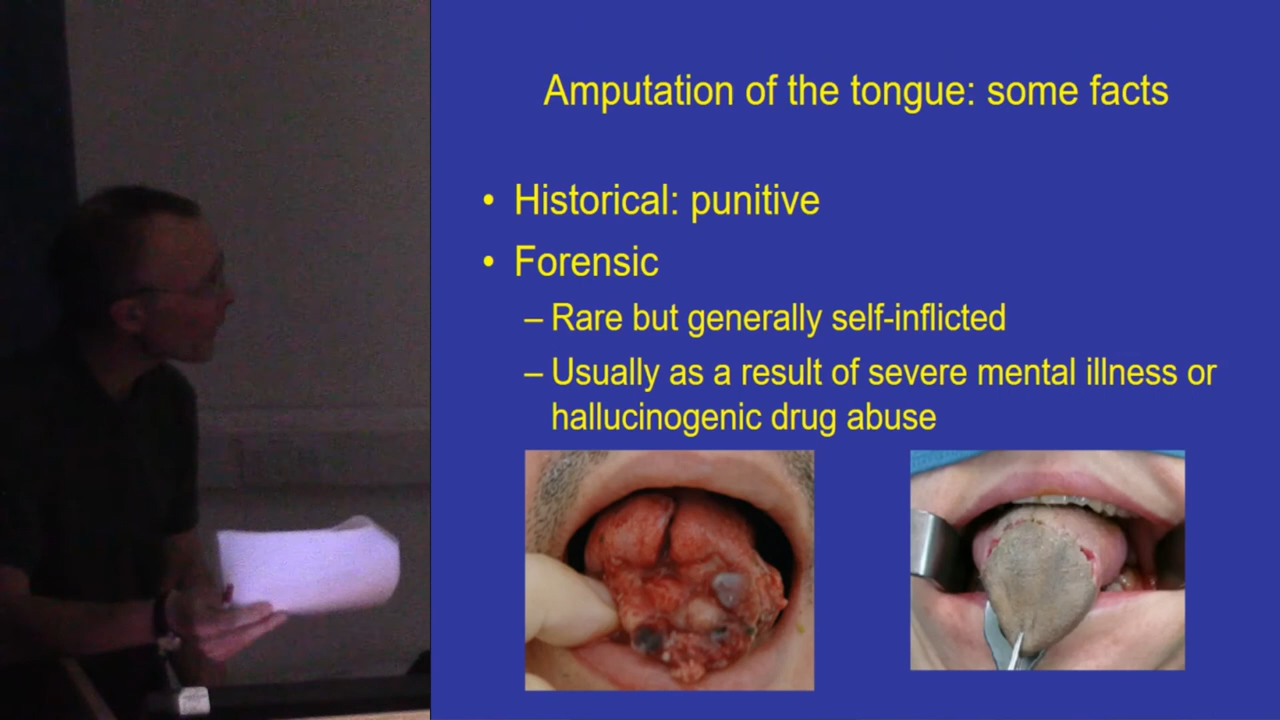 Amputation of the tongue: some facts
• Historical: punitive
• Forensic
– Rare but generally self-inflicted
– Usually as a result of severe mental illness or
hallucinogenic drug abuse